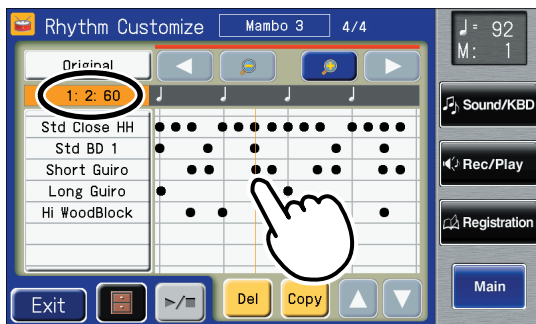 Rhythm Customize Mambo 3 4/4
♩= 92
M: 1
Original
1: 2: 60
Std Close HH
Std BD 1
Short Guiro
Long Guiro
Hi WoodBlock
Sound/KBD
Rec/Play
Registration
Main
Exit
Del
Copy